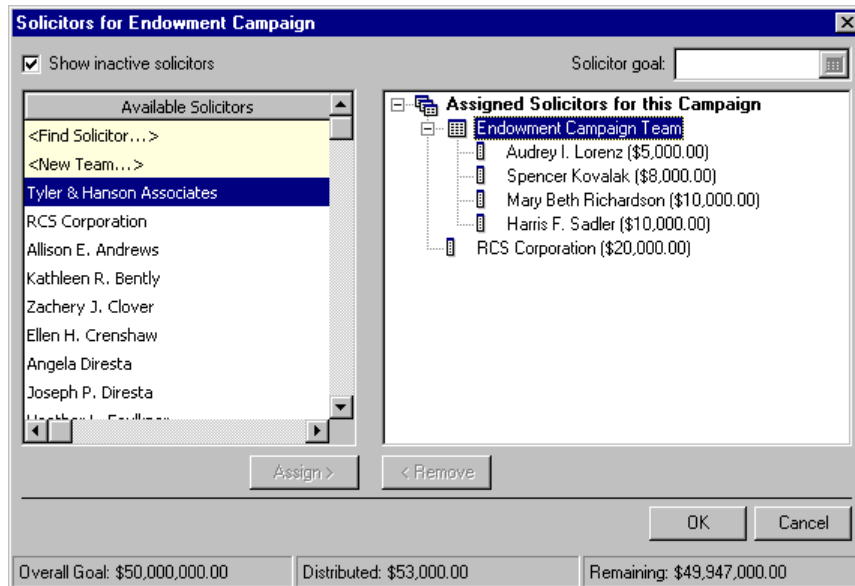 Solicitors for Endowment Campaign
Show inactive solicitors
Solicitor goal:
Available Solicitors
<Find Solicitor...>
<New Team...>
Tyler & Hanson Associates
RCS Corporation
Allison E. Andrews
Kathleen R. Bently
Zachery J. Clover
Ellen H. Crenshaw
Angela Diresta
Joseph P. Diresta
Assigned Solicitors for this Campaign
Endowment Campaign Team
Audrey I. Lorenz ($5,000.00)
Spencer Kovalak ($8,000.00)
Mary Beth Richardson ($10,000.00)
Harris F. Sadler ($10,000.00)
RCS Corporation ($20,000.00)
Assign >
< Remove
OK
Cancel
Overall Goal: $50,000,000.00
Distributed: $53,000.00
Remaining: $49,947,000.00